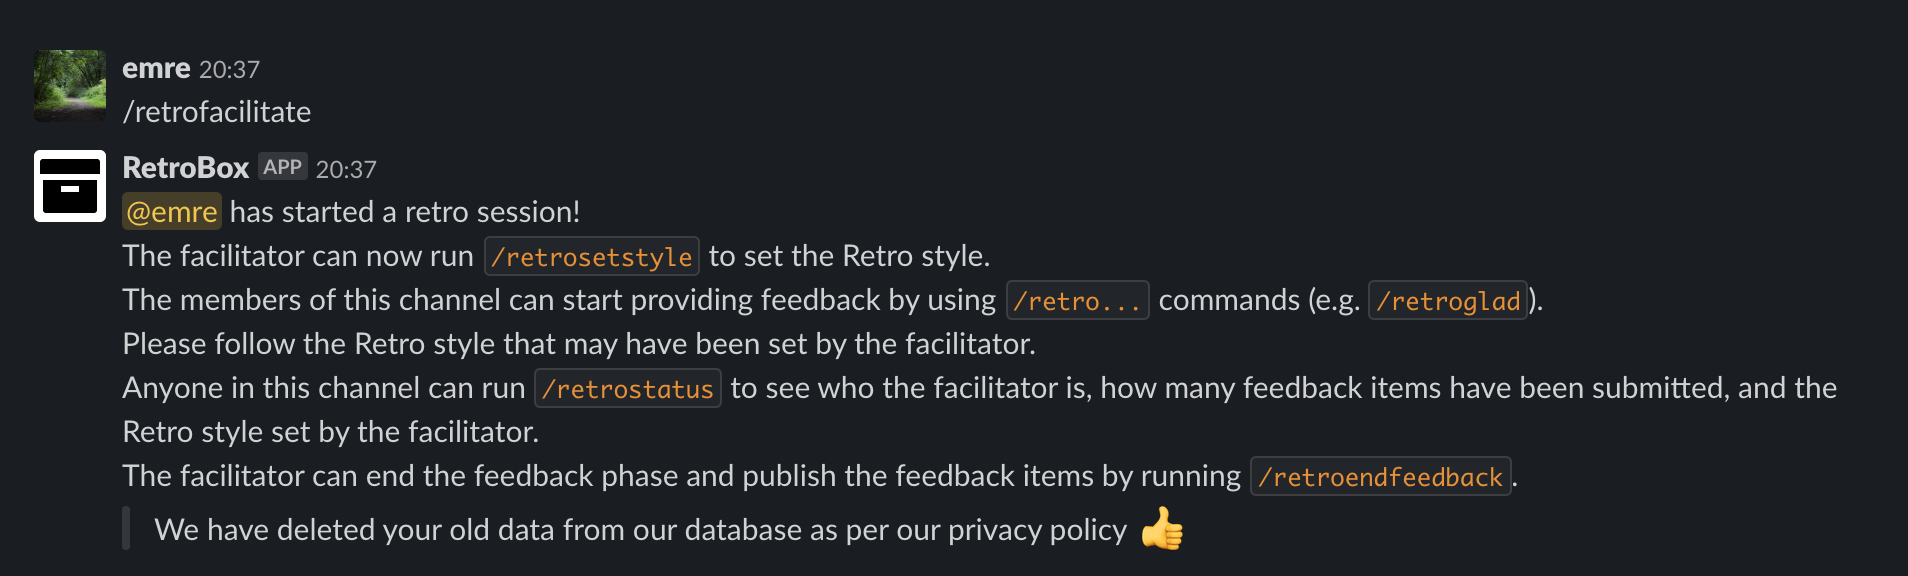 emre 20:37
/retrofacilitate
RetroBox APP 20:37
@emre has started a retro session!
The facilitator can now run /retrosetstyle to set the Retro style.
The members of this channel can start providing feedback by using /retro... commands (e.g. /retroglad).
Please follow the Retro style that may have been set by the facilitator.
Anyone in this channel can run /retrostatus to see who the facilitator is, how many feedback items have been submitted, and the
Retro style set by the facilitator.
The facilitator can end the feedback phase and publish the feedback items by running /retroendfeedback.
We have deleted your old data from our database as per our privacy policy 👍